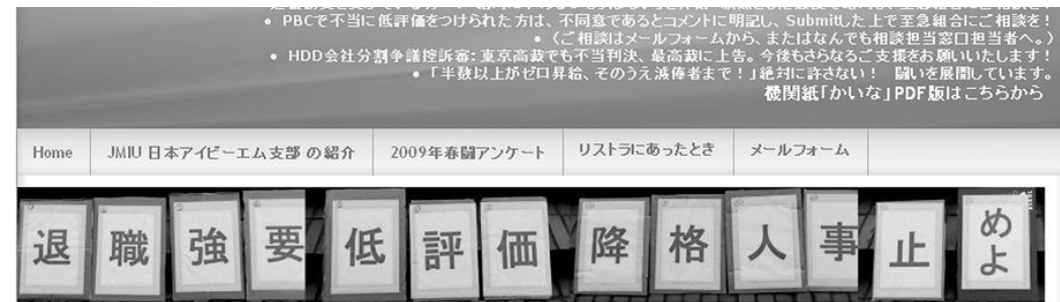 • PBCで不当に低評価をつけられた方は、不同意であるとコメントに明記し、Submitした上で至急組合にご相談を!
• (ご相談はメールフォームから、またはなんでも相談担当窓口担当者へ。)
• HDD会社分割争議控訴審:東京高裁でも不当判決、最高裁に上告。今後もさらなるご支援をお願いいたします!
• 「半数以上がゼロ昇給、そのうえ減俸者まで!」絶対に許さない! 闘いを展開しています。
機関紙「かいな」PDF版はこちらから
Home JMIU 日本アイビーエム支部 の紹介 2009年春闘アンケート リストラにあったとき メールフォーム
退職強要 低評価 降格人事 止めよ